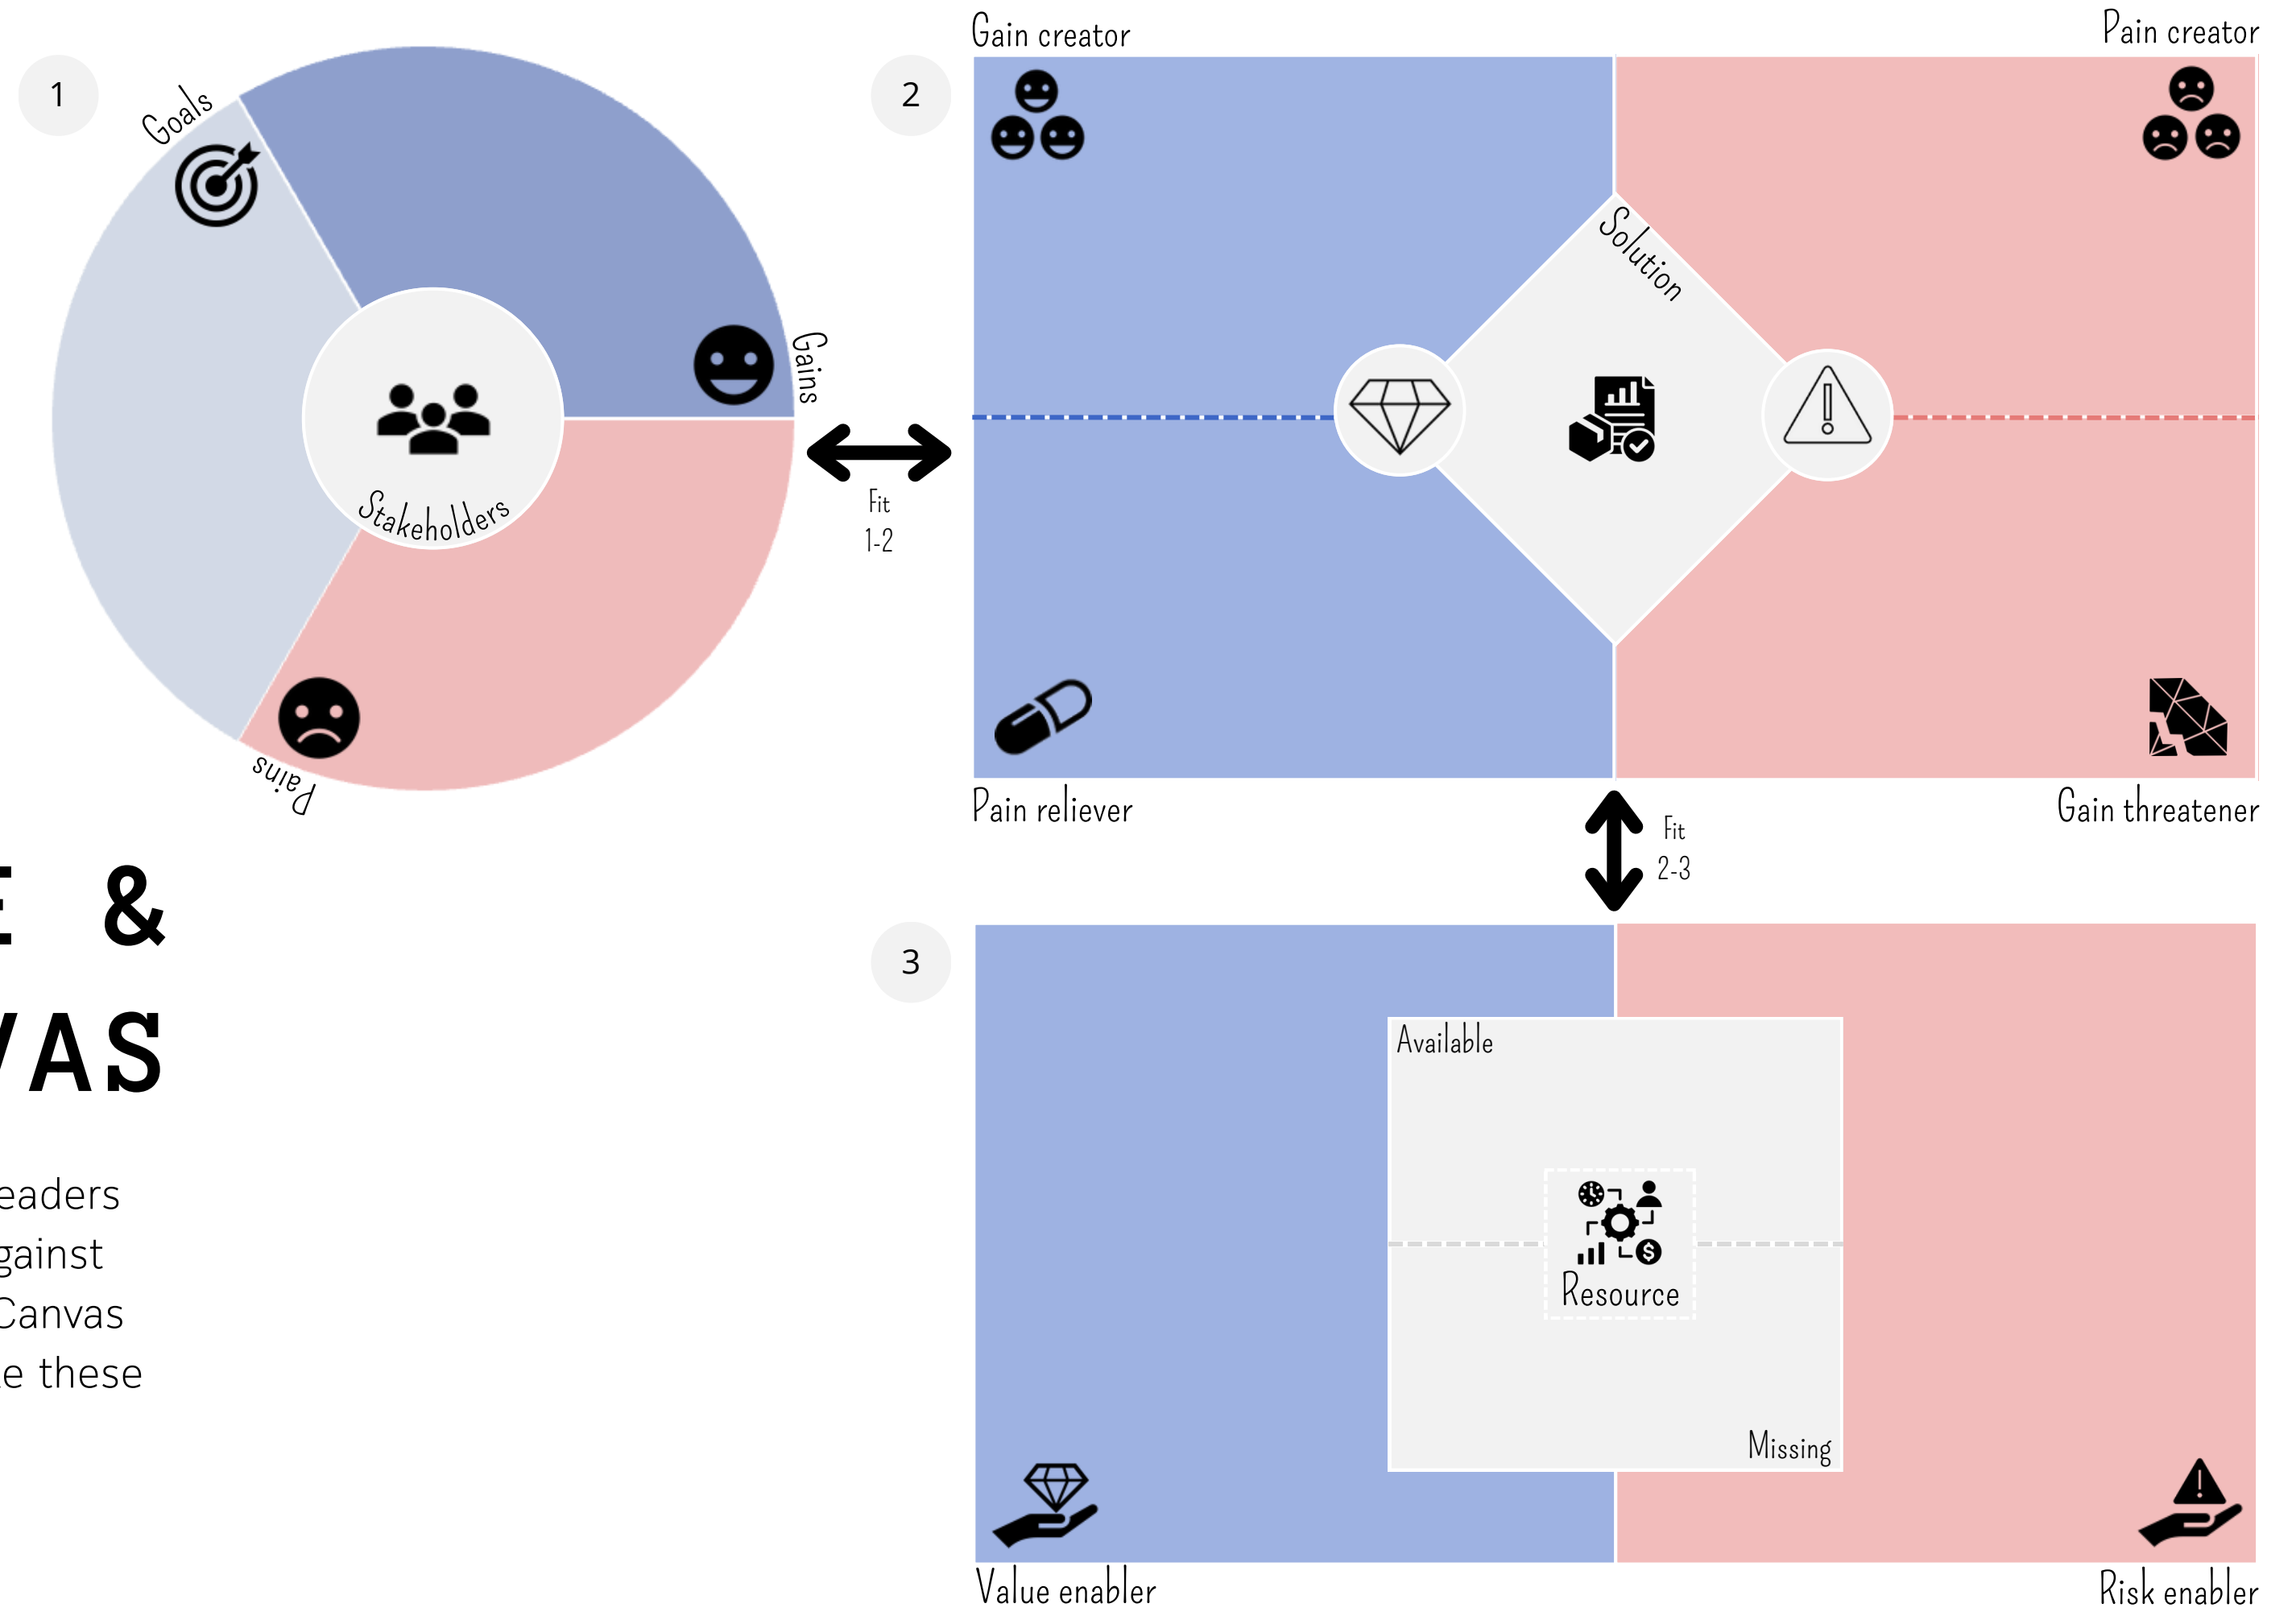 1
Goals
Gains
Stakeholders
Pains
Fit
1-2
2
Gain creator
Pain creator
Solution
Pain reliever
Gain threatener
Fit
2-3
&
VAS
eaders
gainst
Canvas
e these
3
Available
Resource
Missing
Value enabler
Risk enabler